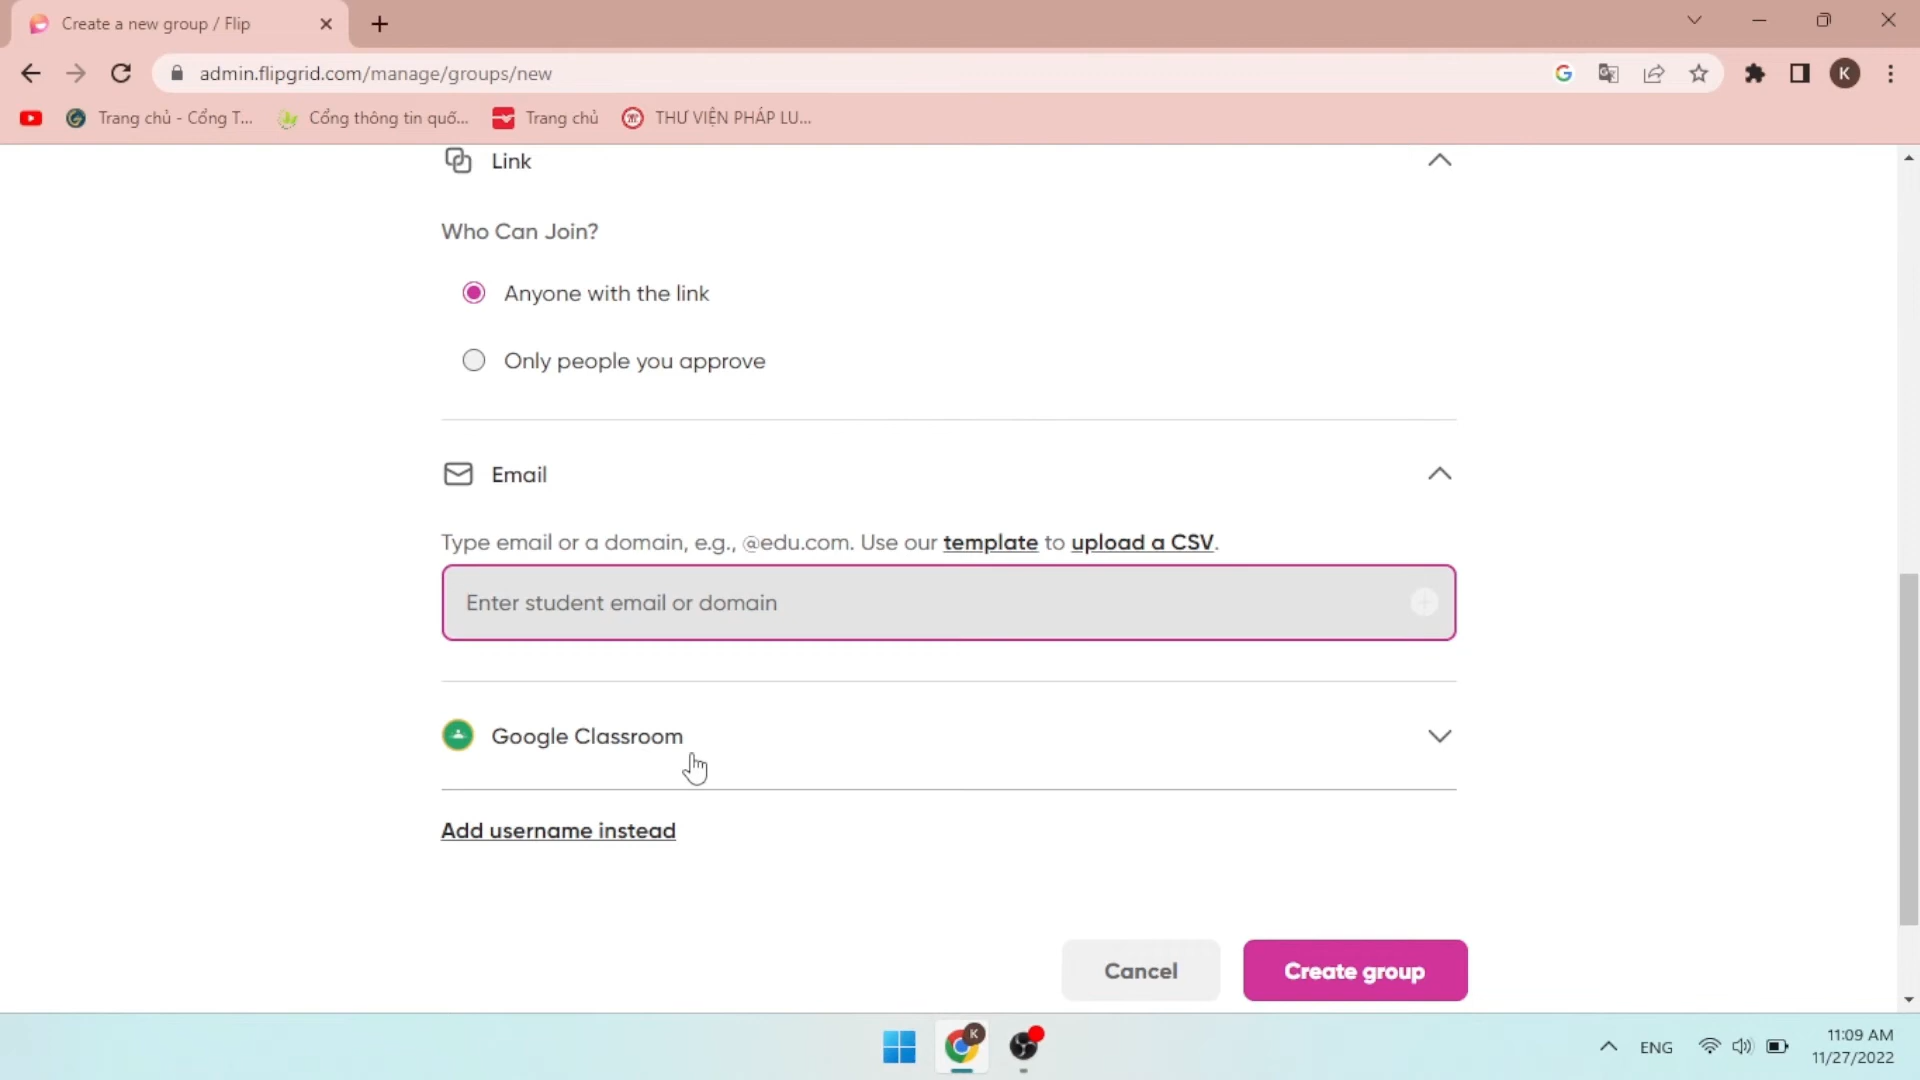 Create a new group / Flip
admin.flipgrid.com/manage/groups/new
K
Trang chủ - Cổng T...
Cổng thông tin quố...
Trang chủ
THƯ VIỆN PHÁP LU...
Link
Who Can Join?
Anyone with the link
Only people you approve
Email
Type email or a domain, e.g., @edu.com. Use our template to upload a CSV.
Enter student email or domain
Google Classroom
Add username instead
Cancel
Create group
K
ENG
11:09 AM
11/27/2022